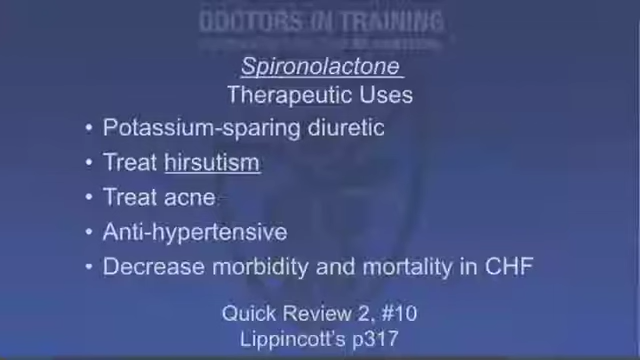 DOCTORS IN TRAINING
Spironolactone
Therapeutic Uses
• Potassium-sparing diuretic
• Treat hirsutism
• Treat acne
• Anti-hypertensive
• Decrease morbidity and mortality in CHF
Quick Review 2, #10
Lippincott's p317